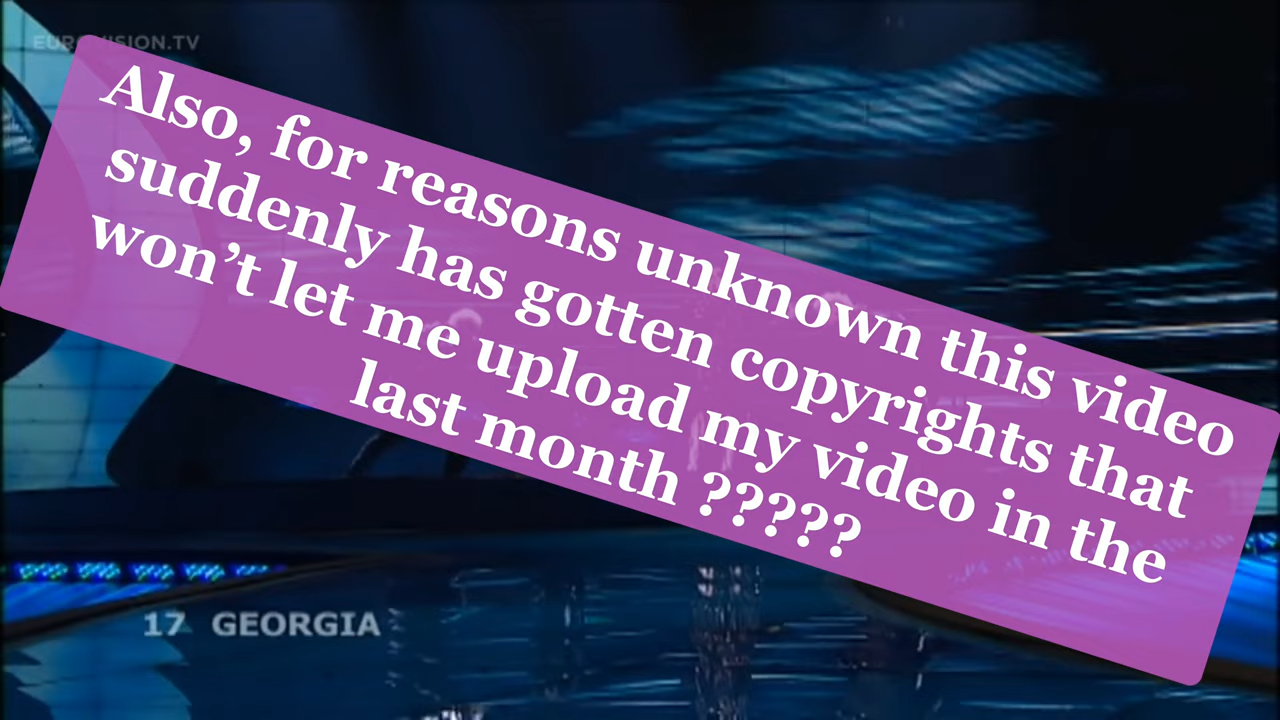 EUROVISION.TV
Also, for reasons unknown this video
suddenly has gotten copyrights that
won’t let me upload my video in the
last month ?????
17 GEORGIA